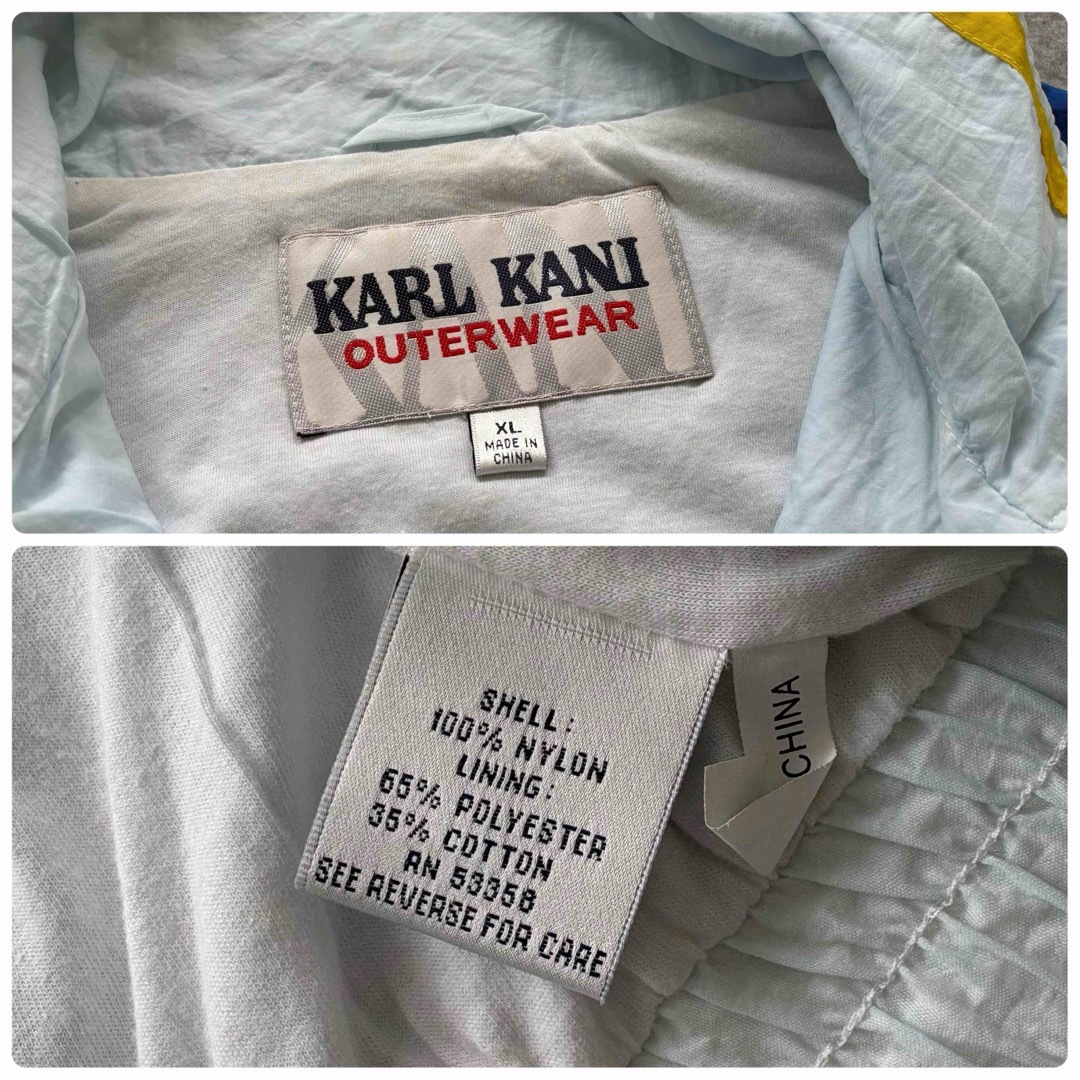 KARL KANI
OUTERWEAR
XL
MADE IN
CHINA
SHELL:
100% NYLON
LINING:
65% POLYESTER
35% COTTON
RN 53358
SEE REVERSE FOR CARE
CHINA